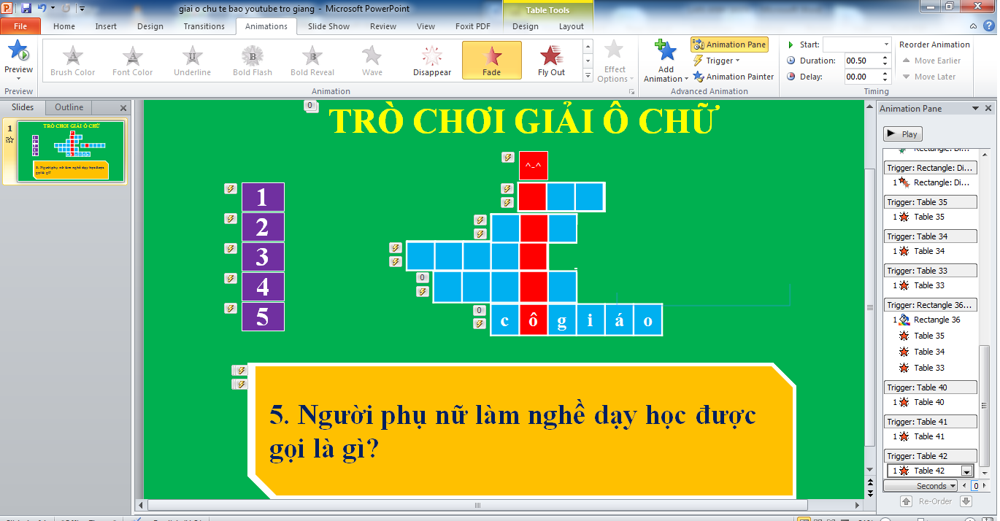 giai o chu te bao youtube tro giang - Microsoft PowerPoint
Table Tools
File Home Insert Design Transitions Animations Slide Show Review View Foxit PDF Design Layout
Preview
Brush Color Font Color Underline Bold Flash Bold Reveal Wave Disappear Fade Fly Out
Effect Options
Add Animation
Animation Pane
Trigger
Animation Painter
Start:
Duration: 00.50
Delay: 00.00
Reorder Animation
Move Earlier
Move Later
Preview Animation Advanced Animation Timing
Slides Outline
1
TRÒ CHƠI GIẢI Ô CHỮ
5. Người phụ nữ làm nghề dạy học được
gọi là gì?
0
TRÒ CHƠI GIẢI Ô CHỮ
^-^
1
2
3
4
0
5
0
c ô g i á o
5. Người phụ nữ làm nghề dạy học được
gọi là gì?
Animation Pane
Play
Rectangle: Di...
Trigger: Rectangle: Di...
1 Rectangle: Di...
Trigger: Table 35
1 Table 35
Trigger: Table 34
1 Table 34
Trigger: Table 33
1 Table 33
Trigger: Rectangle 36...
1 Rectangle 36
Table 35
Table 34
Table 33
Trigger: Table 40
1 Table 40
Trigger: Table 41
1 Table 41
Trigger: Table 42
1 Table 42
Seconds 0
Re-Order